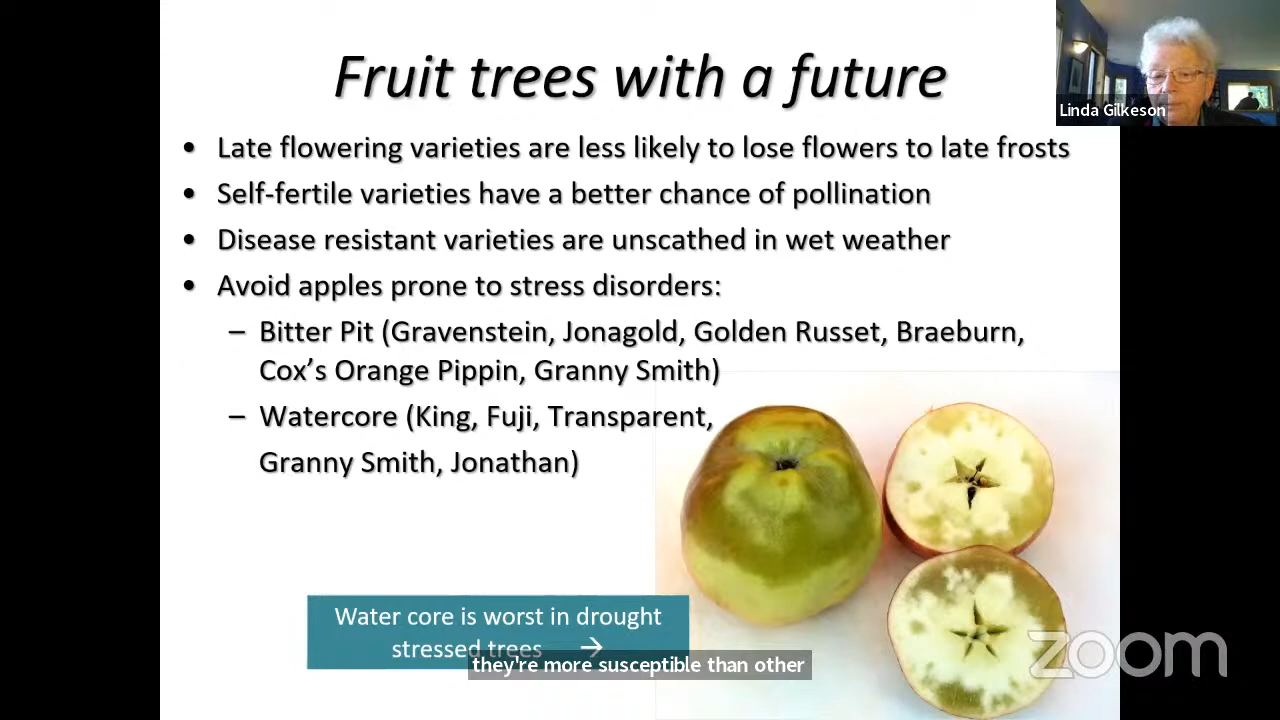 Fruit trees with a future
Linda Gilkeson
• Late flowering varieties are less likely to lose flowers to late frosts
• Self-fertile varieties have a better chance of pollination
• Disease resistant varieties are unscathed in wet weather
• Avoid apples prone to stress disorders:
– Bitter Pit (Gravenstein, Jonagold, Golden Russet, Braeburn,
Cox’s Orange Pippin, Granny Smith)
– Watercore (King, Fuji, Transparent,
Granny Smith, Jonathan)
Water core is worst in drought
stressed trees →
they're more susceptible than other
zoom